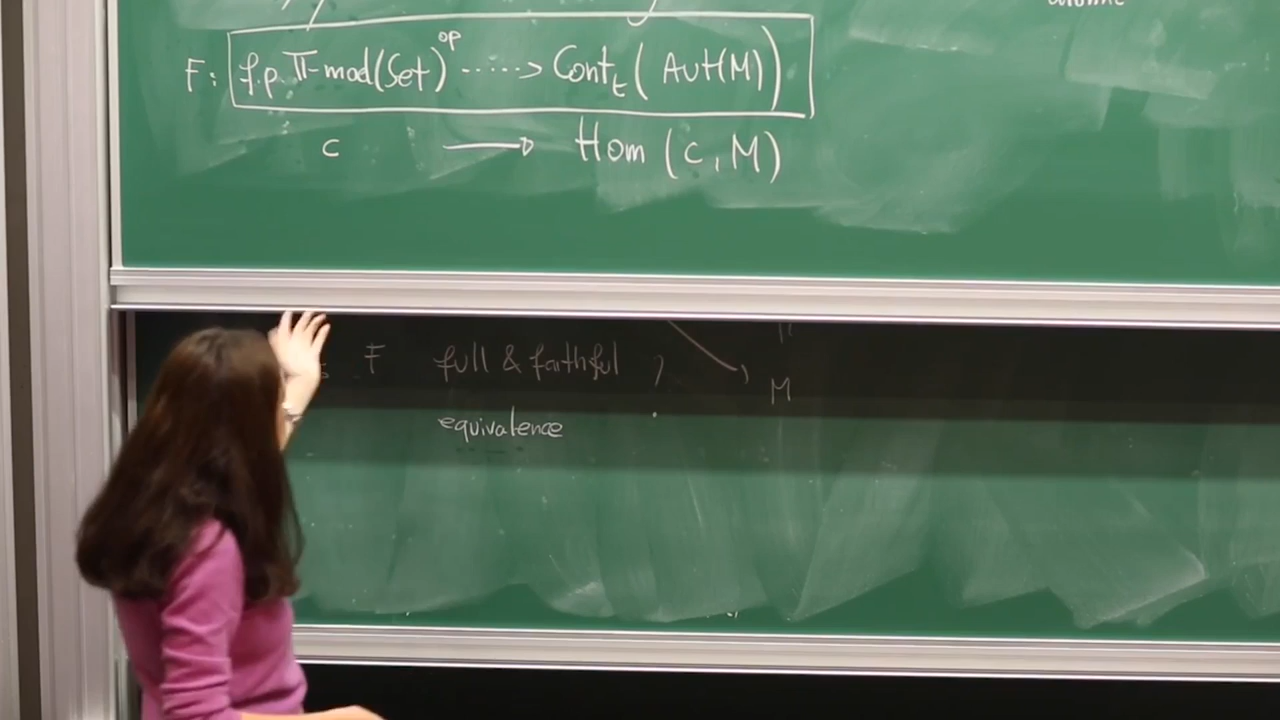 F: f.p. 𝕋-mod(Set)^op ⋯⋯> Cont_t(Aut(M))
c ⟶ Hom(c, M)
F full & faithful ?
M
equivalence